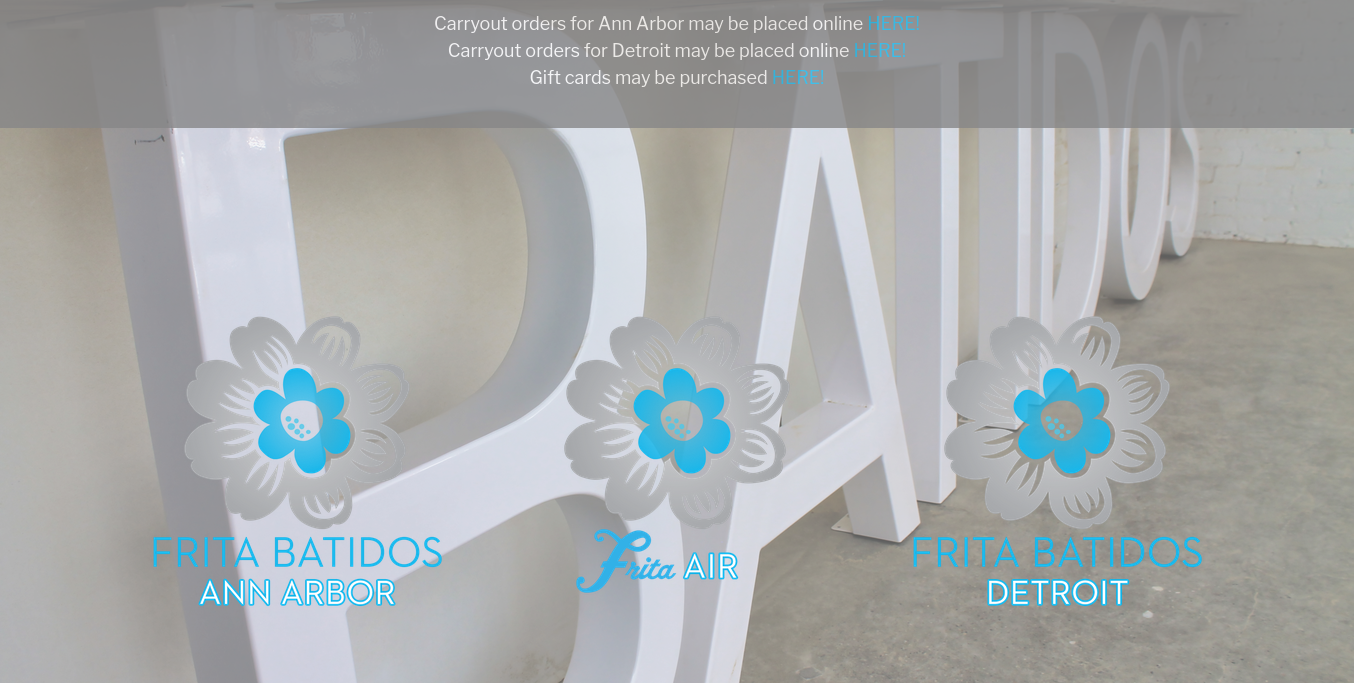 Carryout orders for Ann Arbor may be placed online HERE!
Carryout orders for Detroit may be placed online HERE!
Gift cards may be purchased HERE!
BATIDOS
FRITA BATIDOS
ANN ARBOR
Frita AIR
FRITA BATIDOS
DETROIT